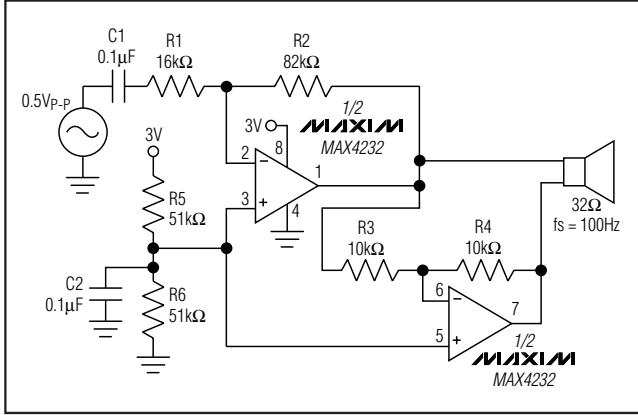 C1
0.1µF
R1
16kΩ
R2
82kΩ
0.5VP-P
1/2
MAXIM
MAX4232
3V
8
2
−
1
3
+
4
3V
R5
51kΩ
32Ω
fs = 100Hz
R3
10kΩ
R4
10kΩ
C2
0.1µF
R6
51kΩ
6
−
7
5
+
1/2
MAXIM
MAX4232